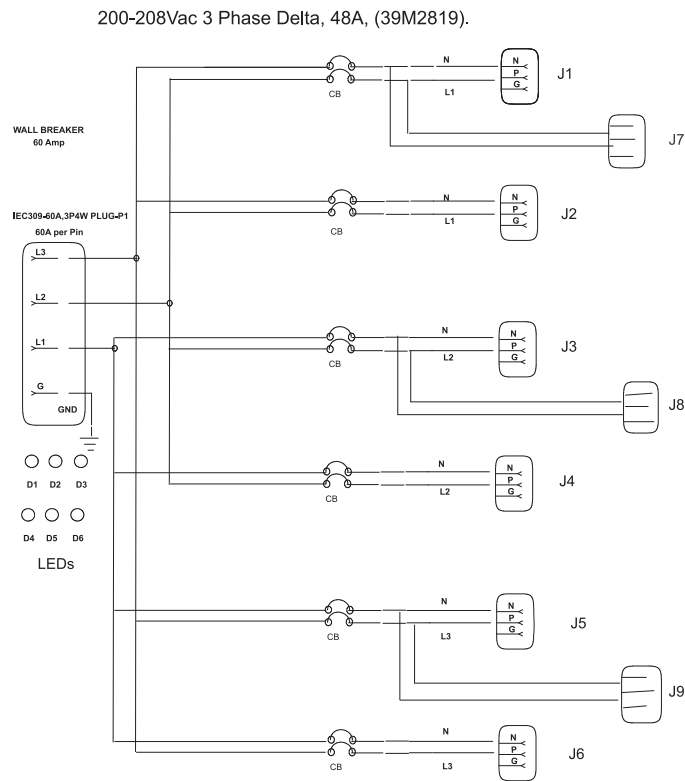 200-208Vac 3 Phase Delta, 48A, (39M2819).
N
CB
L1
N
P
G
J1
J7
WALL BREAKER
60 Amp
N
CB
L1
N
P
G
J2
IEC309-60A,3P4W PLUG-P1
60A per Pin
L3
L2
L1
G
GND
N
CB
L2
N
P
G
J3
J8
D1 D2 D3
D4 D5 D6
LEDs
N
CB
L2
N
P
G
J4
N
CB
L3
N
P
G
J5
J9
N
CB
L3
N
P
G
J6